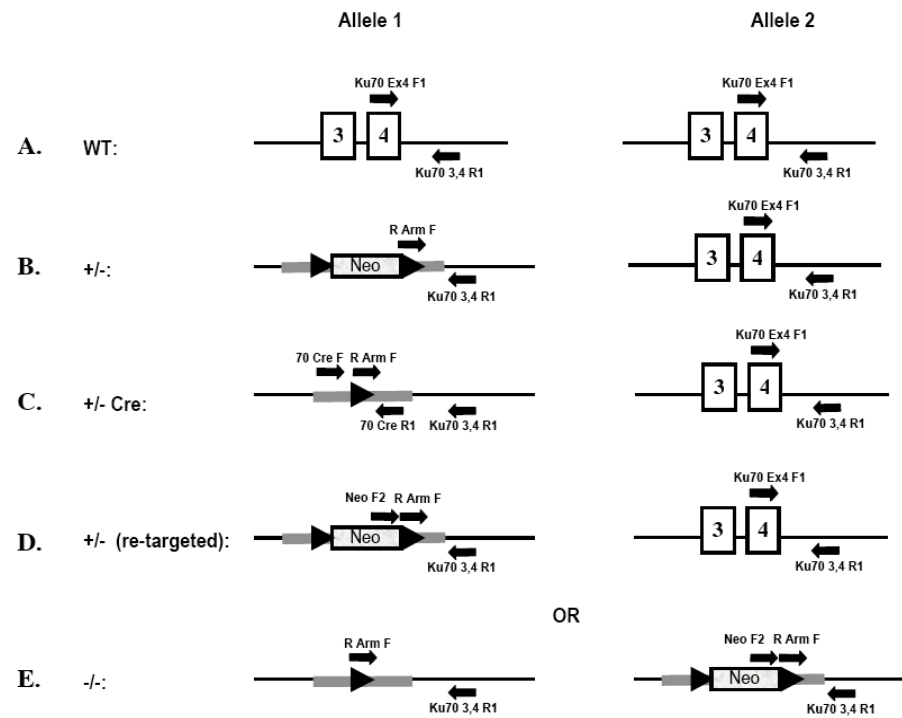 Allele 1 Allele 2
Ku70 Ex4 F1 Ku70 Ex4 F1
A. WT: 3 4 3 4
Ku70 3,4 R1 Ku70 3,4 R1
R Arm F Ku70 Ex4 F1
B. +/-: Neo 3 4
Ku70 3,4 R1 Ku70 3,4 R1
70 Cre F R Arm F Ku70 Ex4 F1
C. +/- Cre: 3 4
70 Cre R1 Ku70 3,4 R1 Ku70 3,4 R1
Neo F2 R Arm F Ku70 Ex4 F1
D. +/- (re-targeted): Neo 3 4
Ku70 3,4 R1 Ku70 3,4 R1
OR
R Arm F Neo F2 R Arm F
E. -/-: Neo
Ku70 3,4 R1 Ku70 3,4 R1